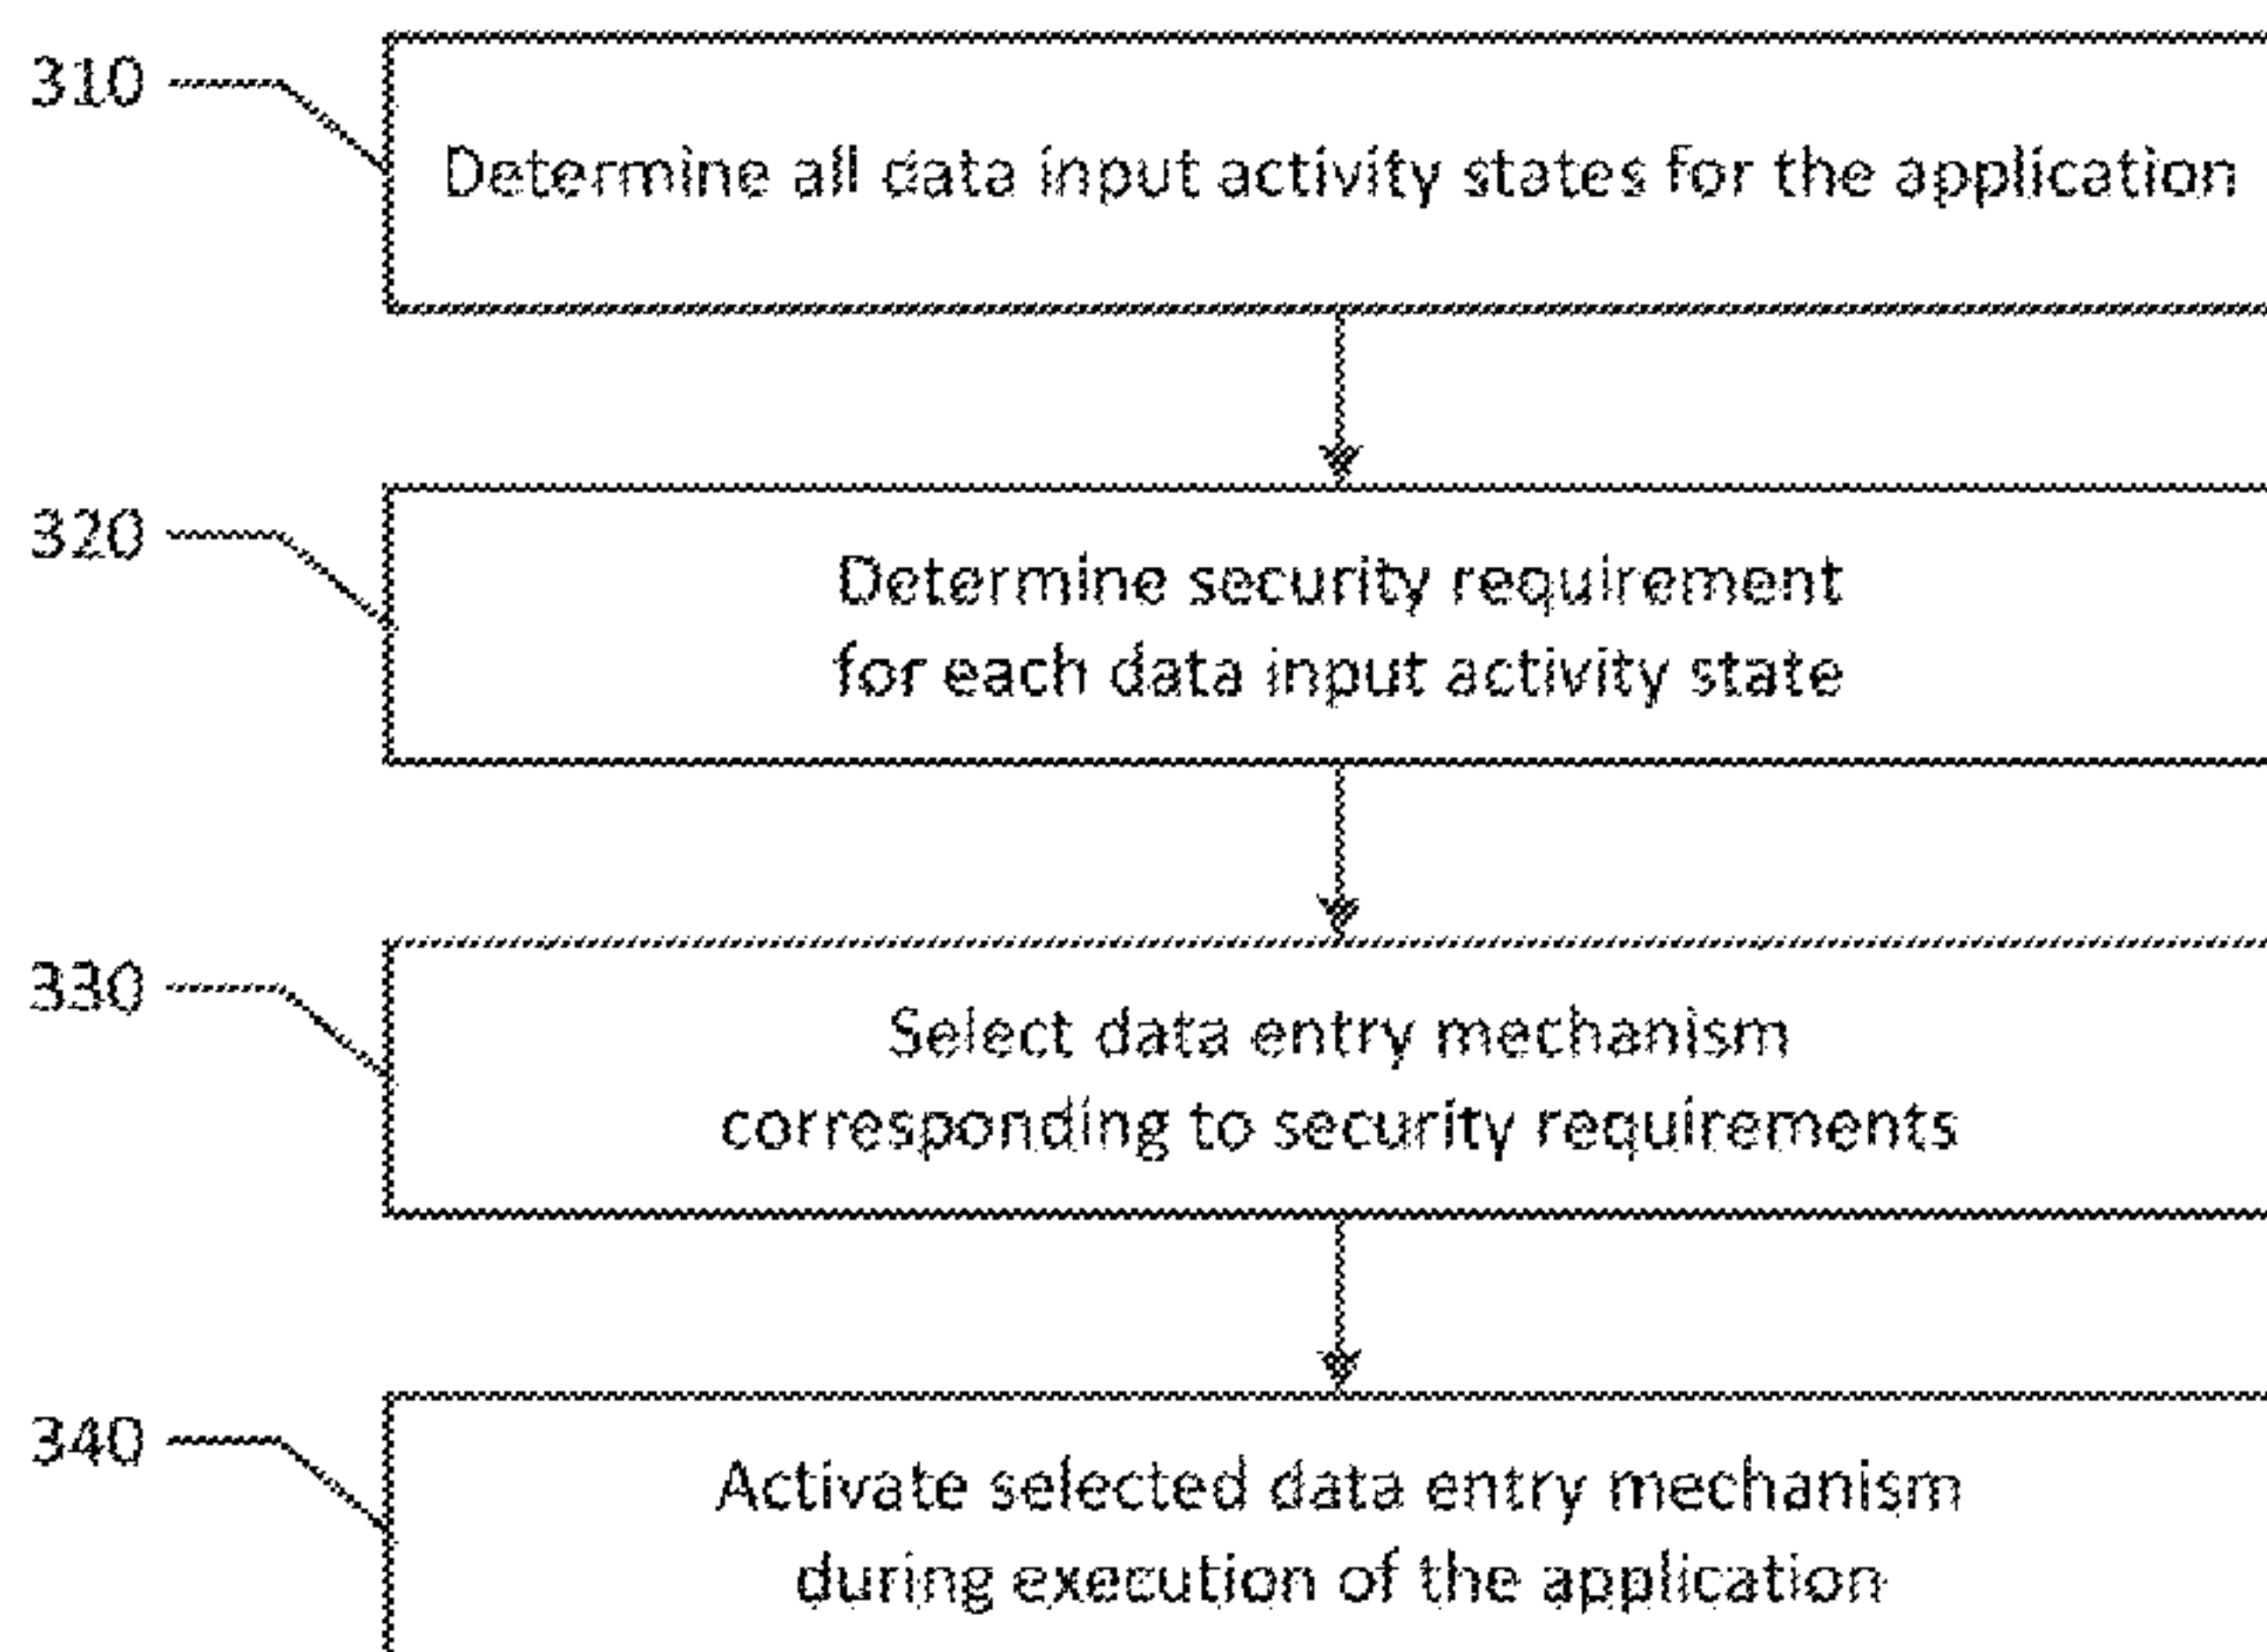 310
Determine all data input activity states for the application
320
Determine security requirement
for each data input activity state
330
Select data entry mechanism
corresponding to security requirements
340
Activate selected data entry mechanism
during execution of the application